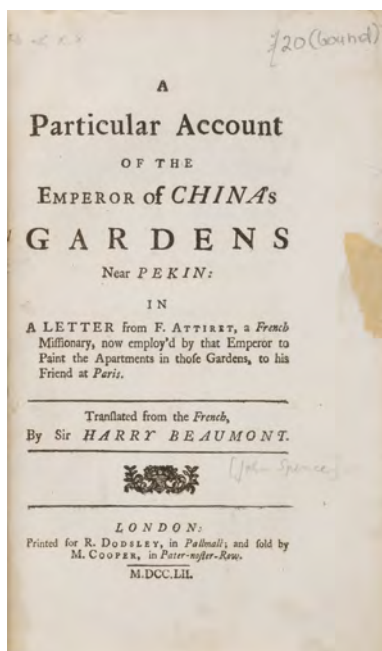 £20 (bound)
A
Particular Account
OF THE
EMPEROR of CHINA's
GARDENS
Near PEKIN:
IN
A LETTER from F. ATTIRET, a French
Miſſionary, now employ'd by that Emperor to
Paint the Apartments in thoſe Gardens, to his
Friend at Paris.
Tranſlated from the French,
By Sir HARRY BEAUMONT.
[John Spence]
LONDON:
Printed for R. DODSLEY, in Pallmall; and ſold by
M. COOPER, in Pater-noſter-Row.
M.DCC.LII.